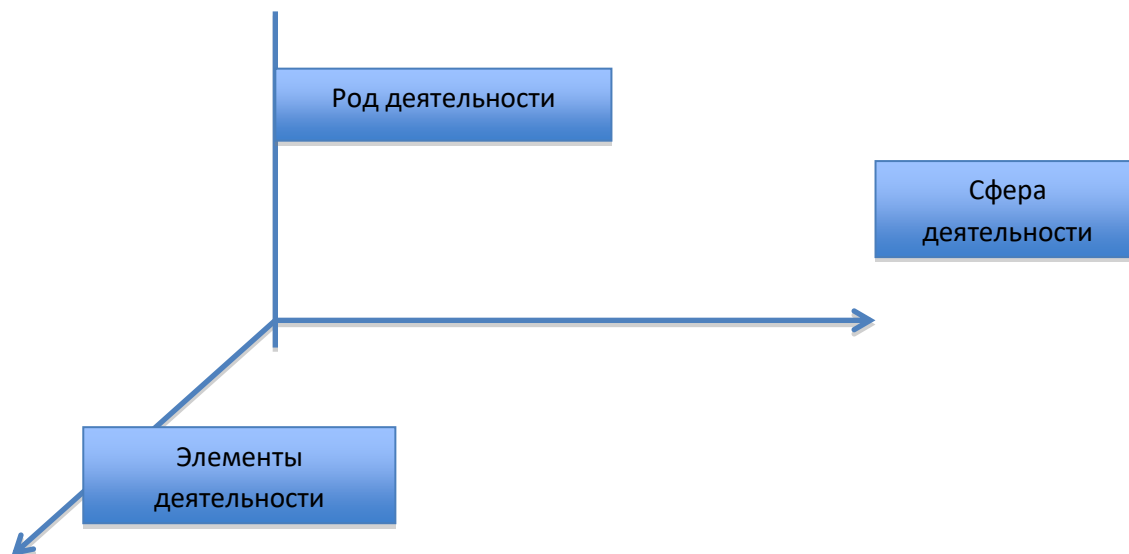 Род деятельности
Сфера
деятельности
Элементы
деятельности